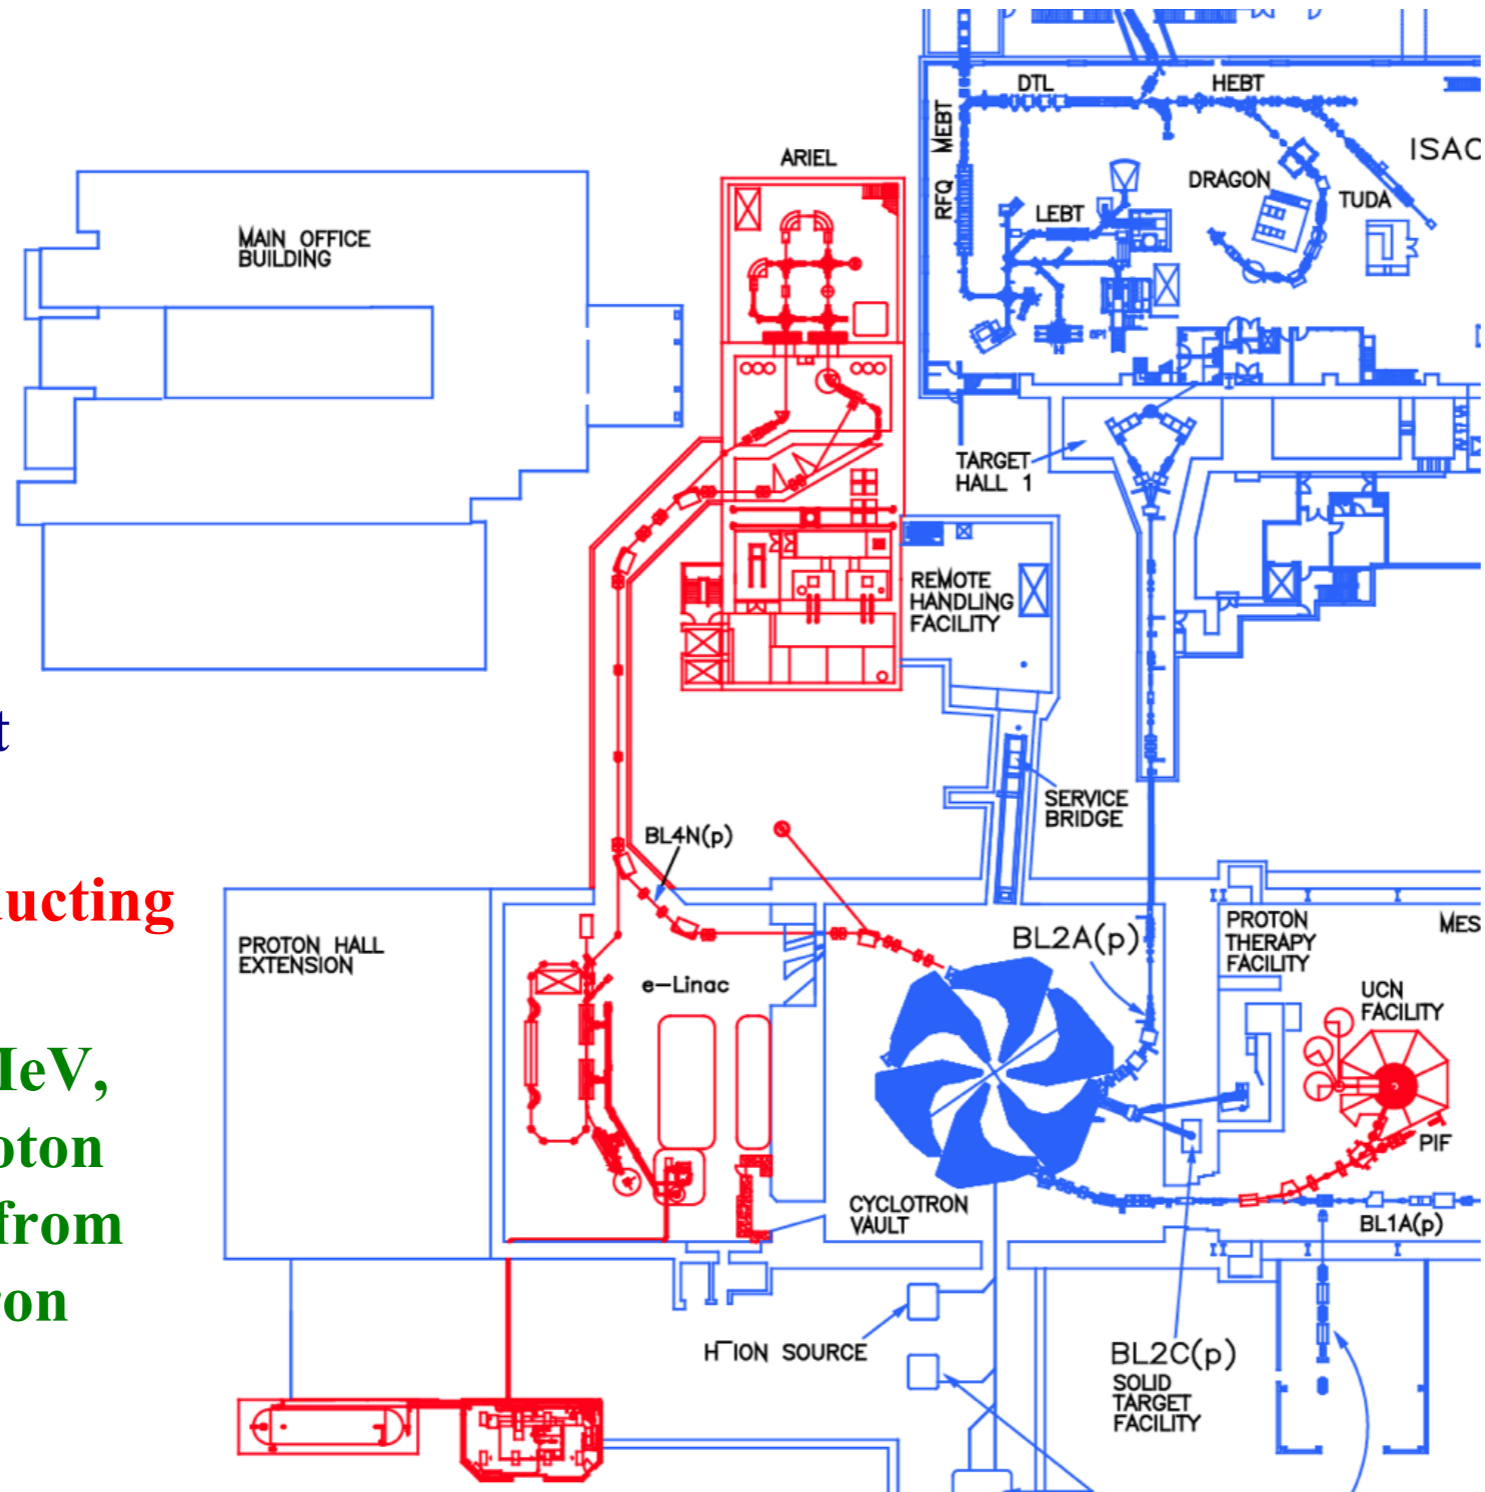 DTL
HEBT
MEBT
ISAC
ARIEL
DRAGON
TUDA
RFQ
LEBT
MAIN OFFICE
BUILDING
TARGET
HALL 1
REMOTE
HANDLING
FACILITY
t
SERVICE
BRIDGE
BL4N(p)
ucting
PROTON HALL
EXTENSION
BL2A(p)
PROTON
THERAPY
FACILITY
MES
e-Linac
UCN
FACILITY
MeV,
oton
PIF
from
CYCLOTRON
VAULT
BL1A(p)
ron
H⁻ION SOURCE
BL2C(p)
SOLID
TARGET
FACILITY